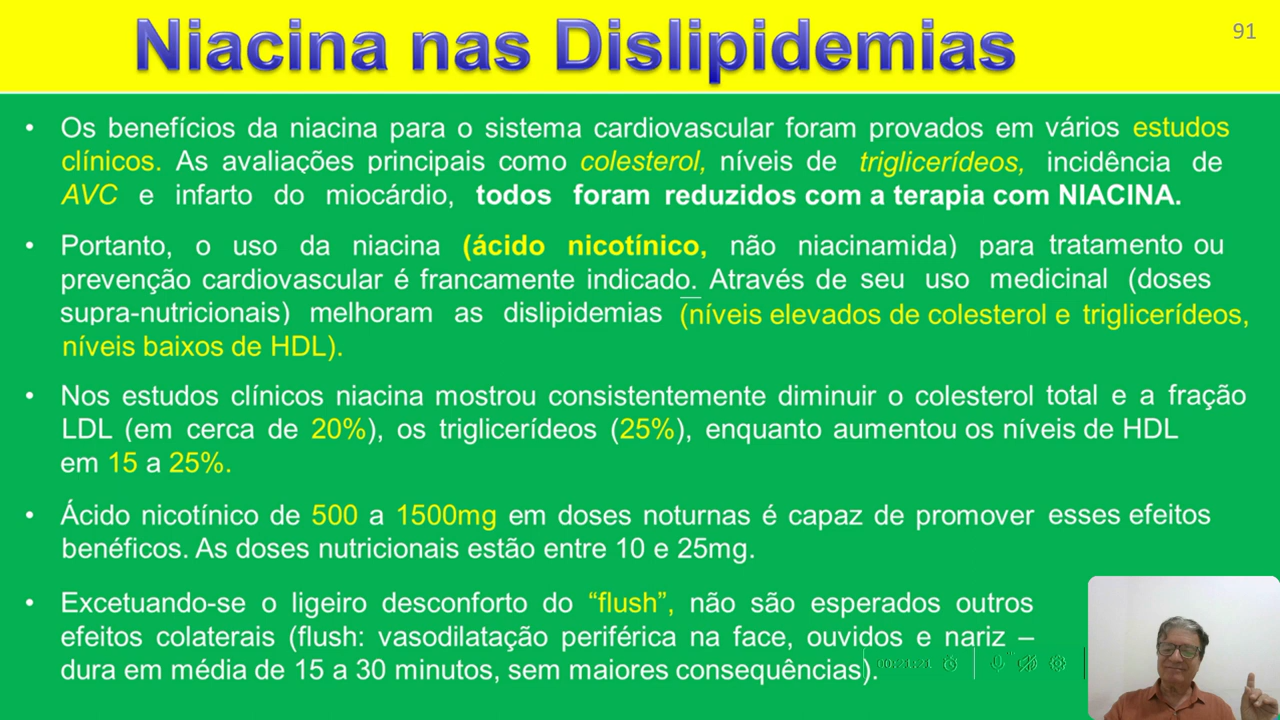 Niacina nas Dislipidemias
91
• Os benefícios da niacina para o sistema cardiovascular foram provados em vários estudos
clínicos. As avaliações principais como colesterol, níveis de triglicerídeos, incidência de
AVC e infarto do miocárdio, todos foram reduzidos com a terapia com NIACINA.
• Portanto, o uso da niacina (ácido nicotínico, não niacinamida) para tratamento ou
prevenção cardiovascular é francamente indicado. Através de seu uso medicinal (doses
supra-nutricionais) melhoram as dislipidemias (níveis elevados de colesterol e triglicerídeos,
níveis baixos de HDL).
• Nos estudos clínicos niacina mostrou consistentemente diminuir o colesterol total e a fração
LDL (em cerca de 20%), os triglicerídeos (25%), enquanto aumentou os níveis de HDL
em 15 a 25%.
• Ácido nicotínico de 500 a 1500mg em doses noturnas é capaz de promover esses efeitos
benéficos. As doses nutricionais estão entre 10 e 25mg.
• Excetuando-se o ligeiro desconforto do “flush”, não são esperados outros
efeitos colaterais (flush: vasodilatação periférica na face, ouvidos e nariz –
dura em média de 15 a 30 minutos, sem maiores consequências).
00:21:21